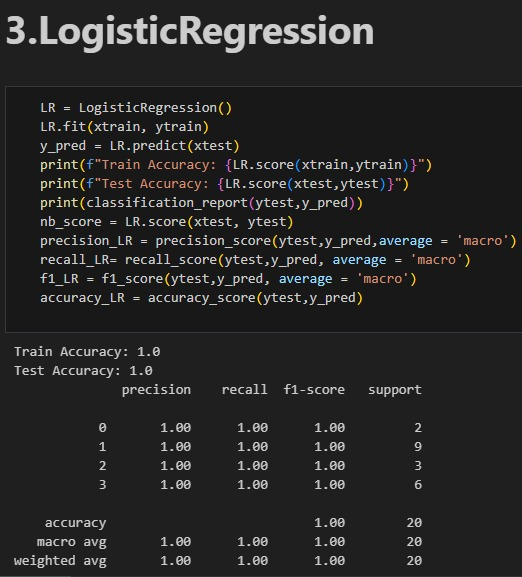 3.LogisticRegression
LR = LogisticRegression()
LR.fit(xtrain, ytrain)
y_pred = LR.predict(xtest)
print(f"Train Accuracy: {LR.score(xtrain,ytrain)}")
print(f"Test Accuracy: {LR.score(xtest,ytest)}")
print(classification_report(ytest,y_pred))
nb_score = LR.score(xtest, ytest)
precision_LR = precision_score(ytest,y_pred,average = 'macro')
recall_LR= recall_score(ytest,y_pred, average = 'macro')
f1_LR = f1_score(ytest,y_pred, average = 'macro')
accuracy_LR = accuracy_score(ytest,y_pred)
Train Accuracy: 1.0
Test Accuracy: 1.0
precision recall f1-score support
0 1.00 1.00 1.00 2
1 1.00 1.00 1.00 9
2 1.00 1.00 1.00 3
3 1.00 1.00 1.00 6
accuracy 1.00 20
macro avg 1.00 1.00 1.00 20
weighted avg 1.00 1.00 1.00 20